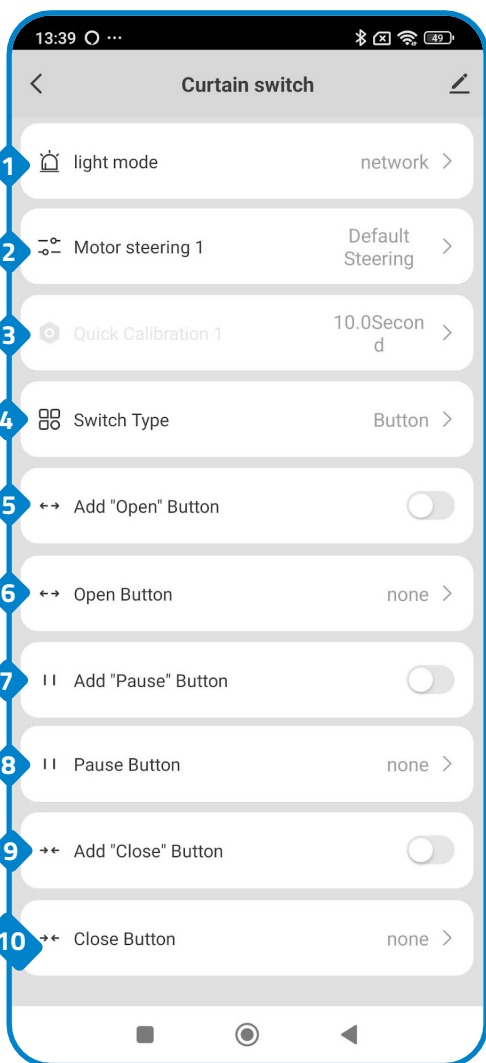 13:39 ... 49
Curtain switch
1 light mode network
2 Motor steering 1 Default
Steering
3 Quick Calibration 1 10.0Secon
d
4 Switch Type Button
5 Add "Open" Button
6 Open Button none
7 Add "Pause" Button
8 Pause Button none
9 Add "Close" Button
10 Close Button none